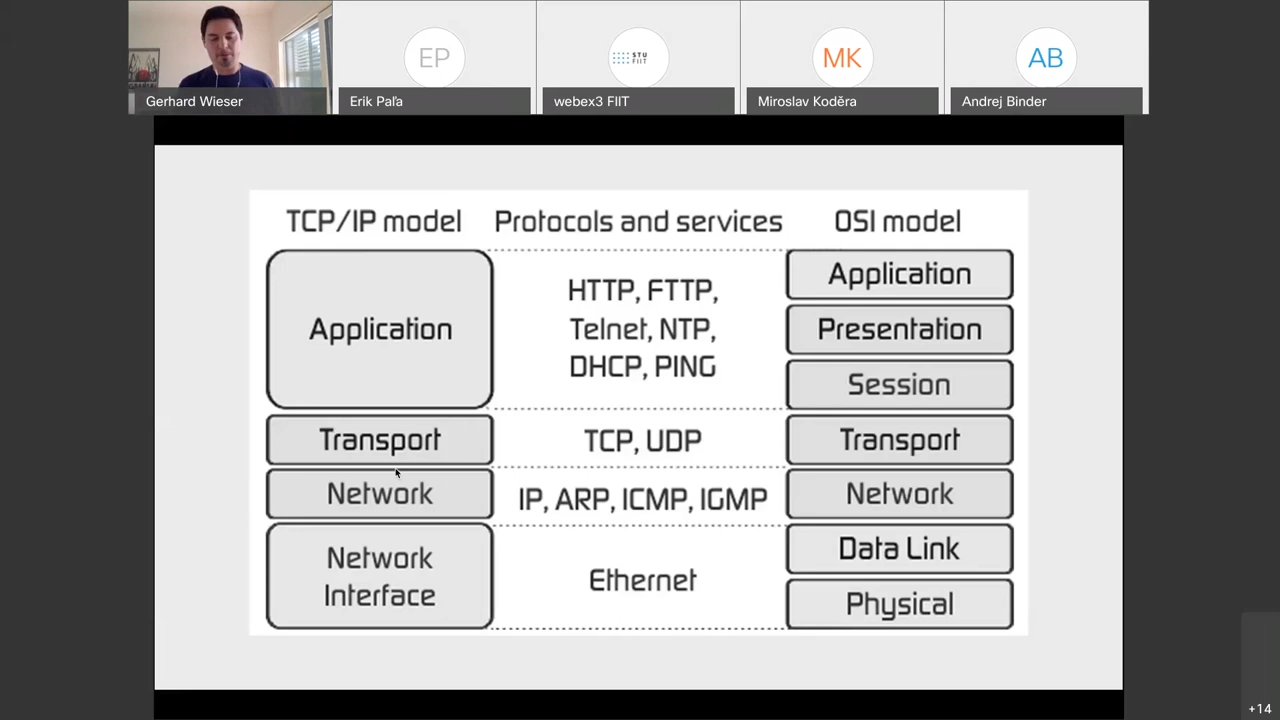 EP
STU
FIIT
MK
AB
Gerhard Wieser
Erik Paľa
webex3 FIIT
Miroslav Koděra
Andrej Binder
TCP/IP model
Protocols and services
OSI model
Application
HTTP, FTTP,
Telnet, NTP,
DHCP, PING
Application
Presentation
Session
Transport
TCP, UDP
Transport
Network
IP, ARP, ICMP, IGMP
Network
Network
Interface
Ethernet
Data Link
Physical
+14